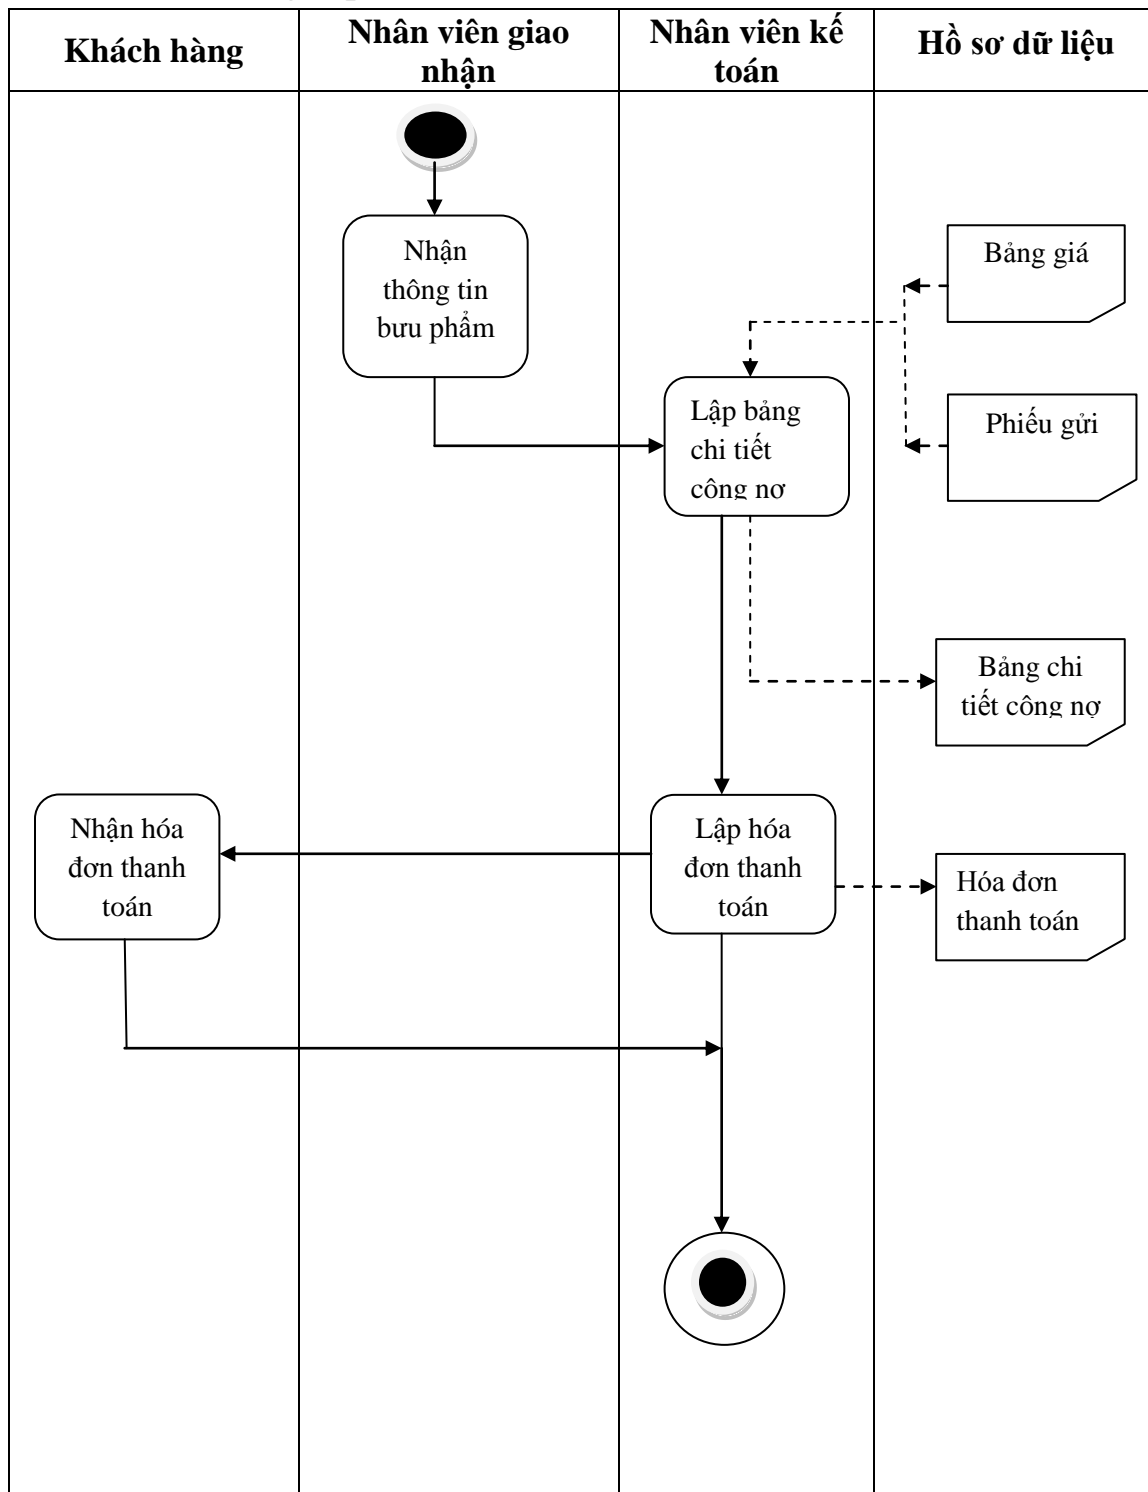 Khách hàng
Nhân viên giao
nhận
Nhân viên kế
toán
Hồ sơ dữ liệu
Nhận
thông tin
bưu phẩm
Bảng giá
Lập bảng
chi tiết
công nợ
Phiếu gửi
Bảng chi
tiết công nợ
Nhận hóa
đơn thanh
toán
Lập hóa
đơn thanh
toán
Hóa đơn
thanh toán